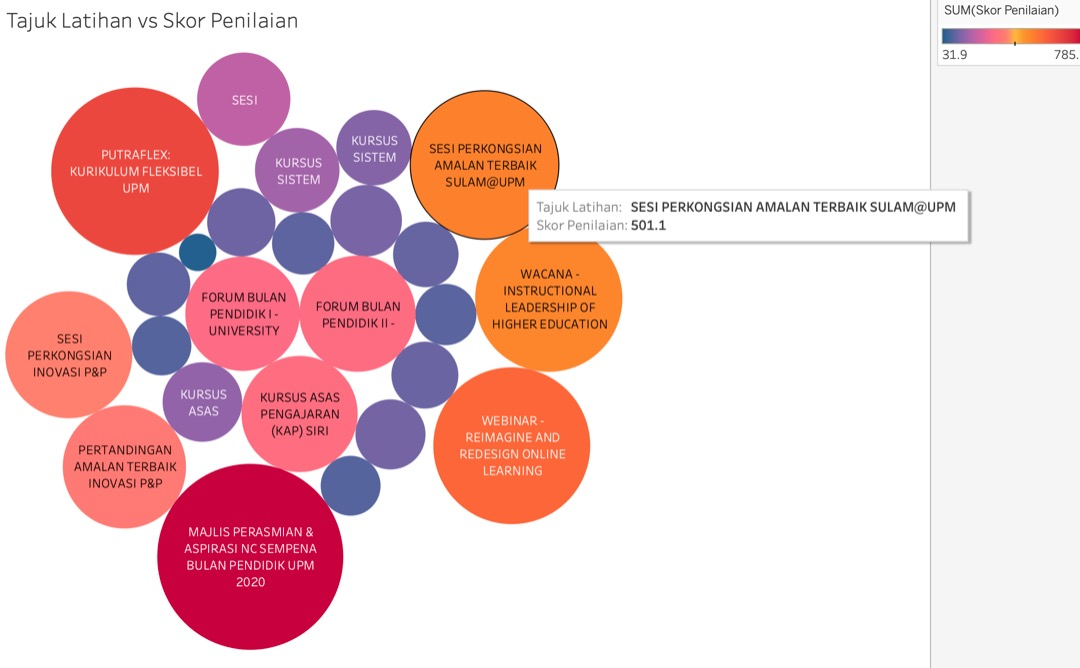 Tajuk Latihan vs Skor Penilaian
SUM(Skor Penilaian)
31.9
785.
SESI
PUTRAFLEX:
KURIKULUM FLEKSIBEL
UPM
KURSUS
SISTEM
KURSUS
SISTEM
SESI PERKONGSIAN
AMALAN TERBAIK
SULAM@UPM
Tajuk Latihan: SESI PERKONGSIAN AMALAN TERBAIK SULAM@UPM
Skor Penilaian: 501.1
WACANA -
INSTRUCTIONAL
LEADERSHIP OF
HIGHER EDUCATION
FORUM BULAN
PENDIDIK I -
UNIVERSITY
FORUM BULAN
PENDIDIK II -
SESI
PERKONGSIAN
INOVASI P&P
KURSUS
ASAS
KURSUS ASAS
PENGAJARAN
(KAP) SIRI
WEBINAR -
REIMAGINE AND
REDESIGN ONLINE
LEARNING
PERTANDINGAN
AMALAN TERBAIK
INOVASI P&P
MAJLIS PERASMIAN &
ASPIRASI NC SEMPENA
BULAN PENDIDIK UPM
2020